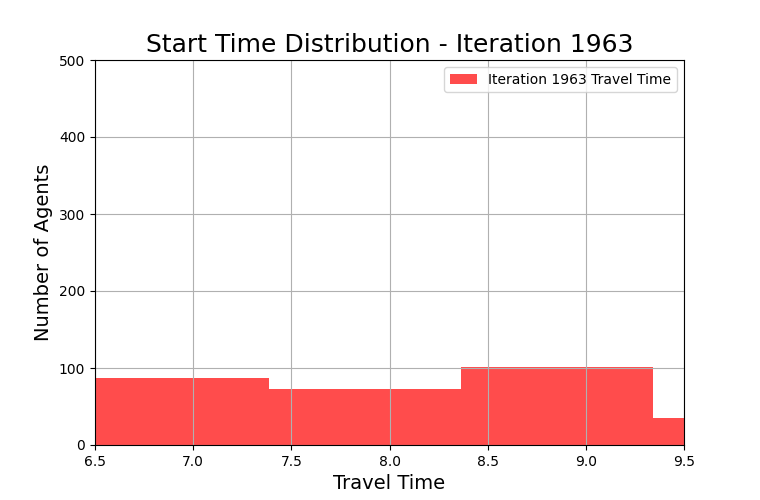 Start Time Distribution - Iteration 1963
Iteration 1963 Travel Time
Number of Agents
500
400
300
200
100
0
6.5 7.0 7.5 8.0 8.5 9.0 9.5
Travel Time